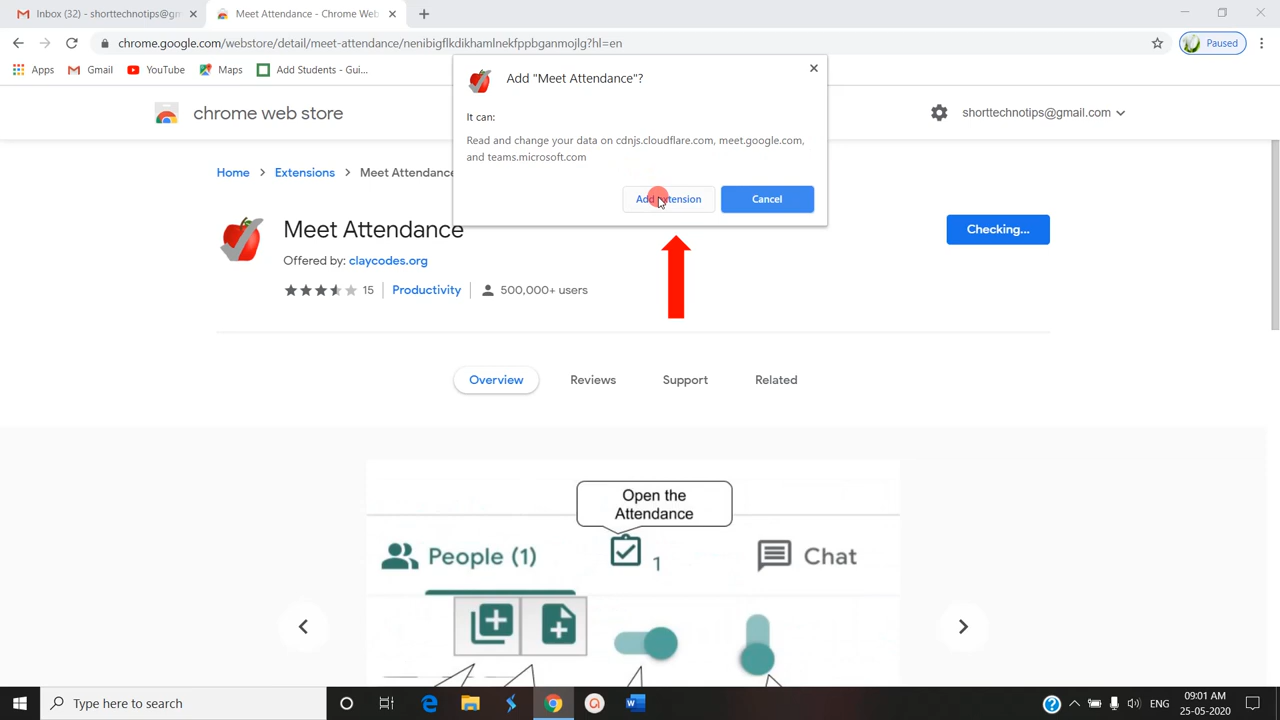 Inbox (32) - shorttechnotips@gm
Meet Attendance - Chrome Web
chrome.google.com/webstore/detail/meet-attendance/nenibigflkdikhamlnekfppbganmojlg?hl=en
Paused
Apps
Gmail
YouTube
Maps
Add Students - Gui...
Add "Meet Attendance"?
It can:
Read and change your data on cdnjs.cloudflare.com, meet.google.com,
and teams.microsoft.com
Add extension
Cancel
chrome web store
shorttechnotips@gmail.com
Home
Extensions
Meet Attendance
Meet Attendance
Checking...
Offered by: claycodes.org
15
Productivity
500,000+ users
Overview
Reviews
Support
Related
Open the
Attendance
People (1)
1
Chat
Type here to search
ENG
09:01 AM
25-05-2020